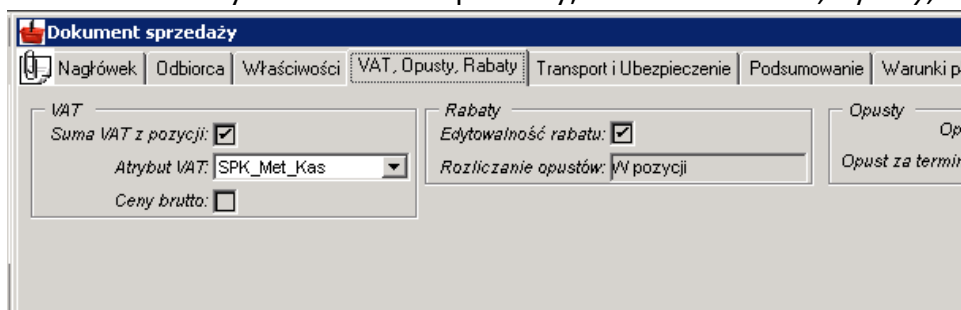 Dokument sprzedaży
Nagłówek Odbiorca Właściwości VAT, Opusty, Rabaty Transport i Ubezpieczenie Podsumowanie Warunki p
VAT Rabaty Opusty
Suma VAT z pozycji: Edytowalność rabatu: Op
Atrybut VAT: SPK_Met_Kas Rozliczanie opustów: W pozycji Opust za termin
Ceny brutto: